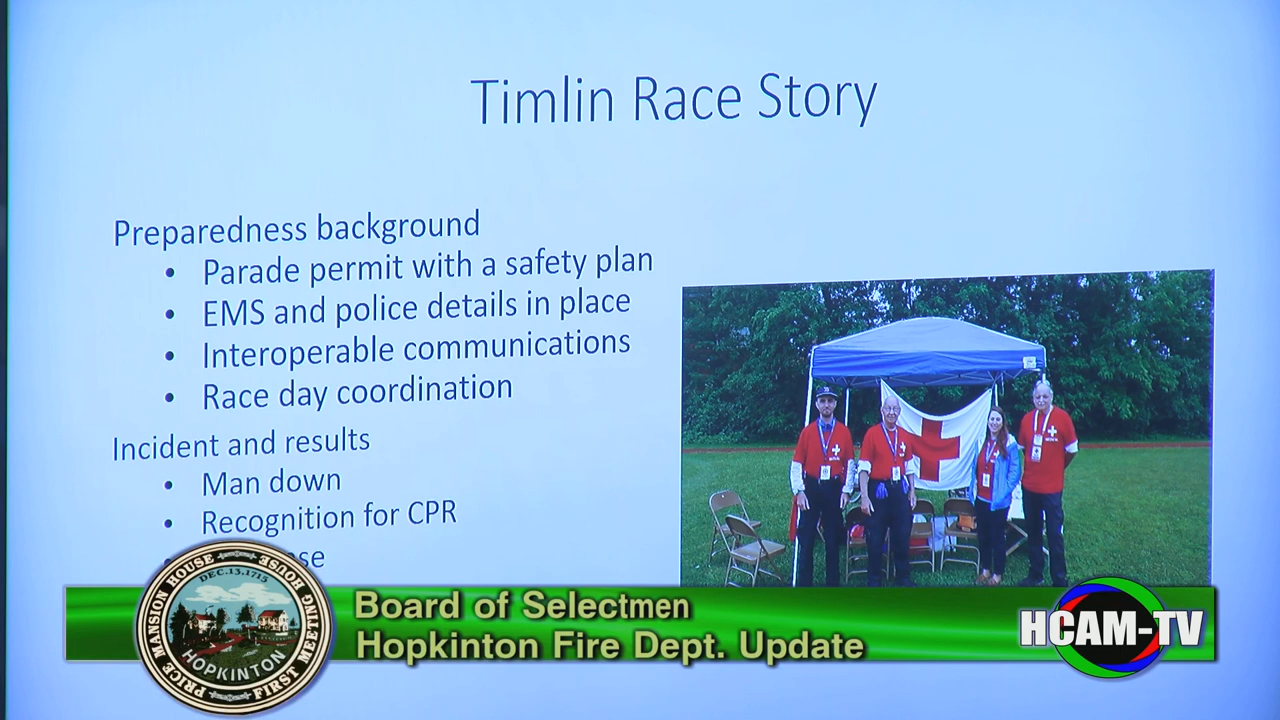 Timlin Race Story
Preparedness background
• Parade permit with a safety plan
• EMS and police details in place
• Interoperable communications
• Race day coordination
Incident and results
• Man down
• Recognition for CPR
Board of Selectmen
Hopkinton Fire Dept. Update
HCAM-TV
DEC.13.1715
PRICE MANSION HOUSE
FIRST MEETING HOUSE
HOPKINTON